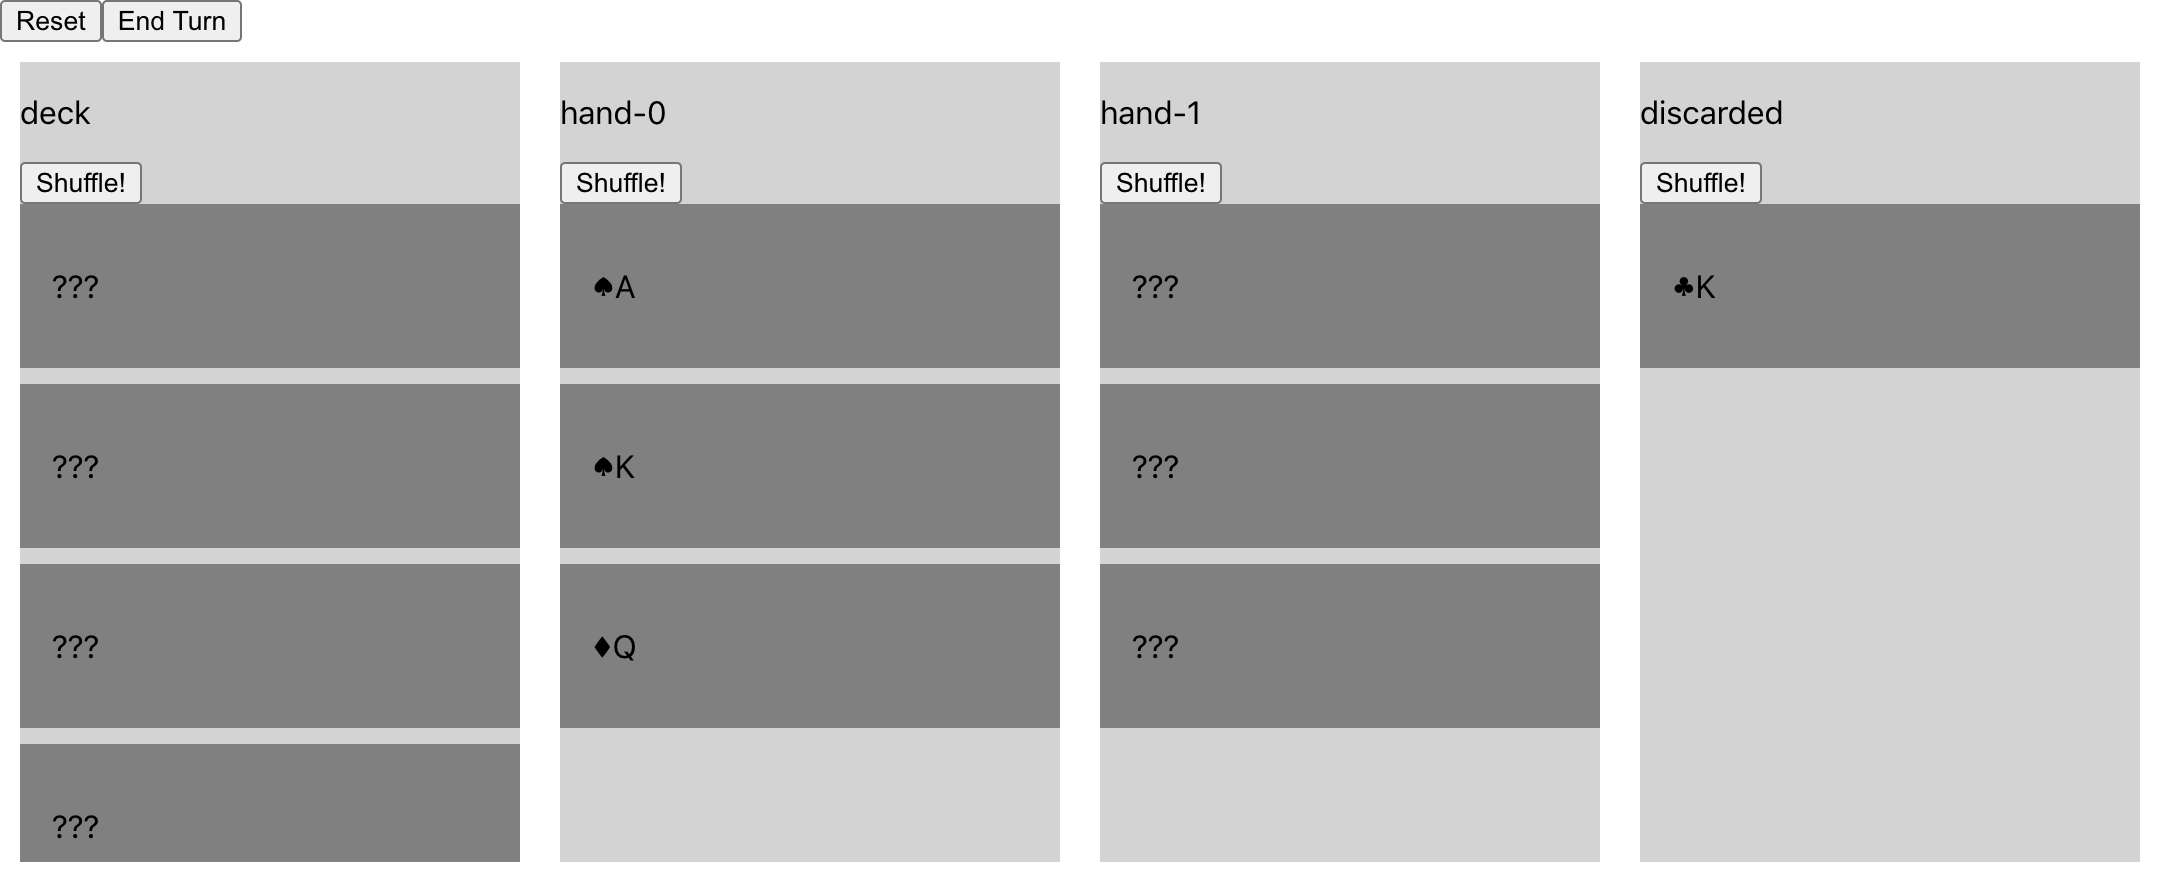 Reset End Turn
deck
Shuffle!
???
???
???
???
hand-0
Shuffle!
♠A
♠K
♦Q
hand-1
Shuffle!
???
???
???
discarded
Shuffle!
♣K